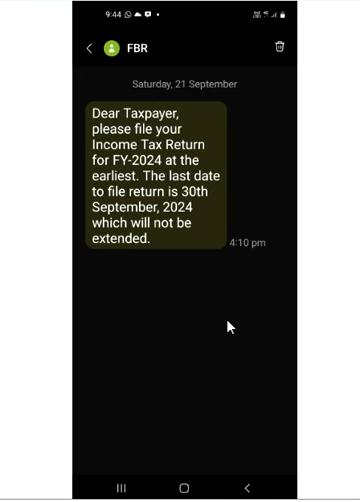 9:44
FBR
Saturday, 21 September
Dear Taxpayer,
please file your
Income Tax Return
for FY-2024 at the
earliest. The last date
to file return is 30th
September, 2024
which will not be
extended.
4:10 pm